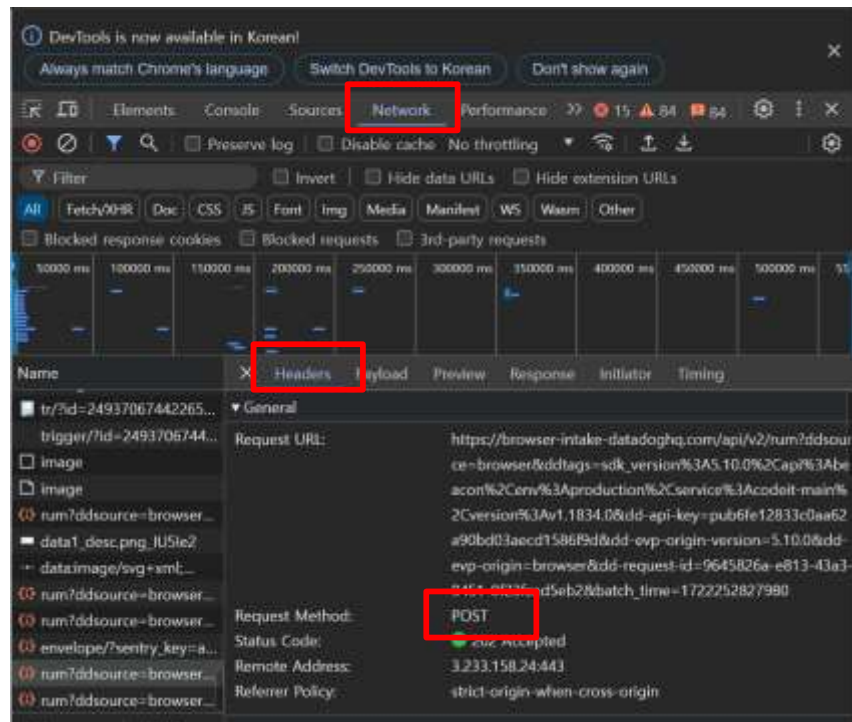 DevTools is now available in Korean!
Always match Chrome's language Switch DevTools to Korean Don't show again
Elements Console Sources Network Performance 15 84 84
Preserve log Disable cache No throttling
Filter Invert Hide data URLs Hide extension URLs
All Fetch/XHR Doc CSS JS Font Img Media Manifest WS Wasm Other
Blocked response cookies Blocked requests 3rd-party requests
50000 ms 100000 ms 150000 ms 200000 ms 250000 ms 300000 ms 350000 ms 400000 ms 450000 ms 500000 ms 55
Name Headers Payload Preview Response Initiator Timing
tr/?id=24937067442265...
trigger/?id=2493706744...
image
image
rum?ddsource=browser...
data1_desc.png_IU5Ie2
data:image/svg+xml;...
rum?ddsource=browser...
rum?ddsource=browser...
envelope/?sentry_key=a...
rum?ddsource=browser...
rum?ddsource=browser...
General
Request URL: https://browser-intake-datadoghq.com/api/v2/rum?ddsour
ce=browser&ddtags=sdk_version%3A5.10.0%2Capi%3Abe
acon%2Cenv%3Aproduction%2Cservice%3Acodeit-main%
2Cversion%3Av1.1834.0&dd-api-key=pub6fe12833c0aa62
a90bd03aecd1586f9d&dd-evp-origin-version=5.10.0&dd-
evp-origin=browser&dd-request-id=9645826a-e813-43a3-
d5eb2&batch_time=1722252827980
Request Method: POST
Status Code: 202 Accepted
Remote Address: 3.233.158.24:443
Referrer Policy: strict-origin-when-cross-origin